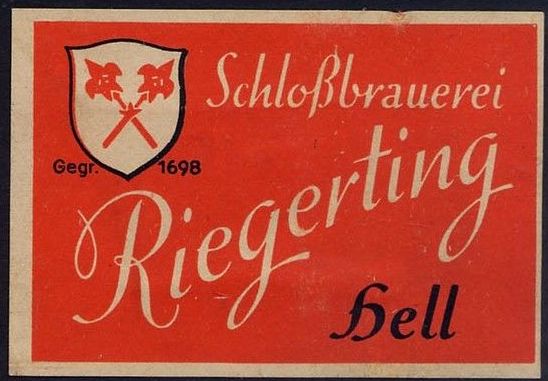 Schloßbrauerei
Gegr. 1698
Riegerting
Hell